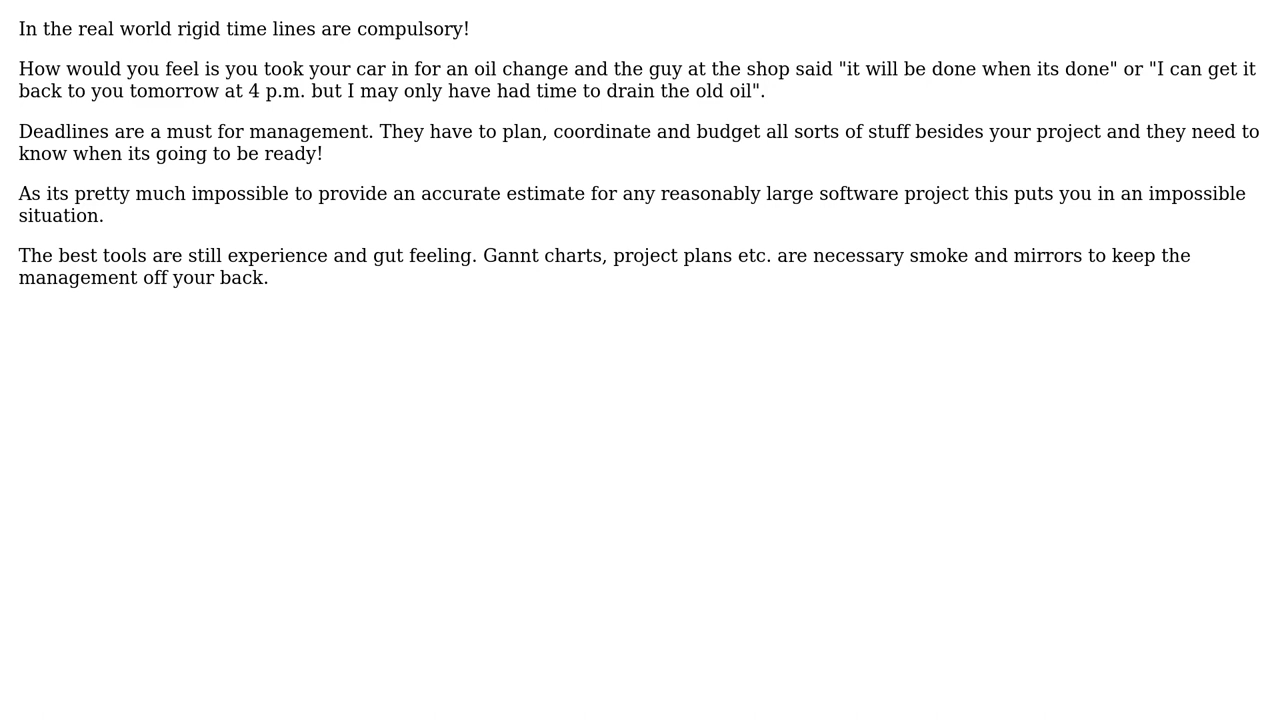 In the real world rigid time lines are compulsory!
How would you feel is you took your car in for an oil change and the guy at the shop said "it will be done when its done" or "I can get it
back to you tomorrow at 4 p.m. but I may only have had time to drain the old oil".
Deadlines are a must for management. They have to plan, coordinate and budget all sorts of stuff besides your project and they need to
know when its going to be ready!
As its pretty much impossible to provide an accurate estimate for any reasonably large software project this puts you in an impossible
situation.
The best tools are still experience and gut feeling. Gannt charts, project plans etc. are necessary smoke and mirrors to keep the
management off your back.